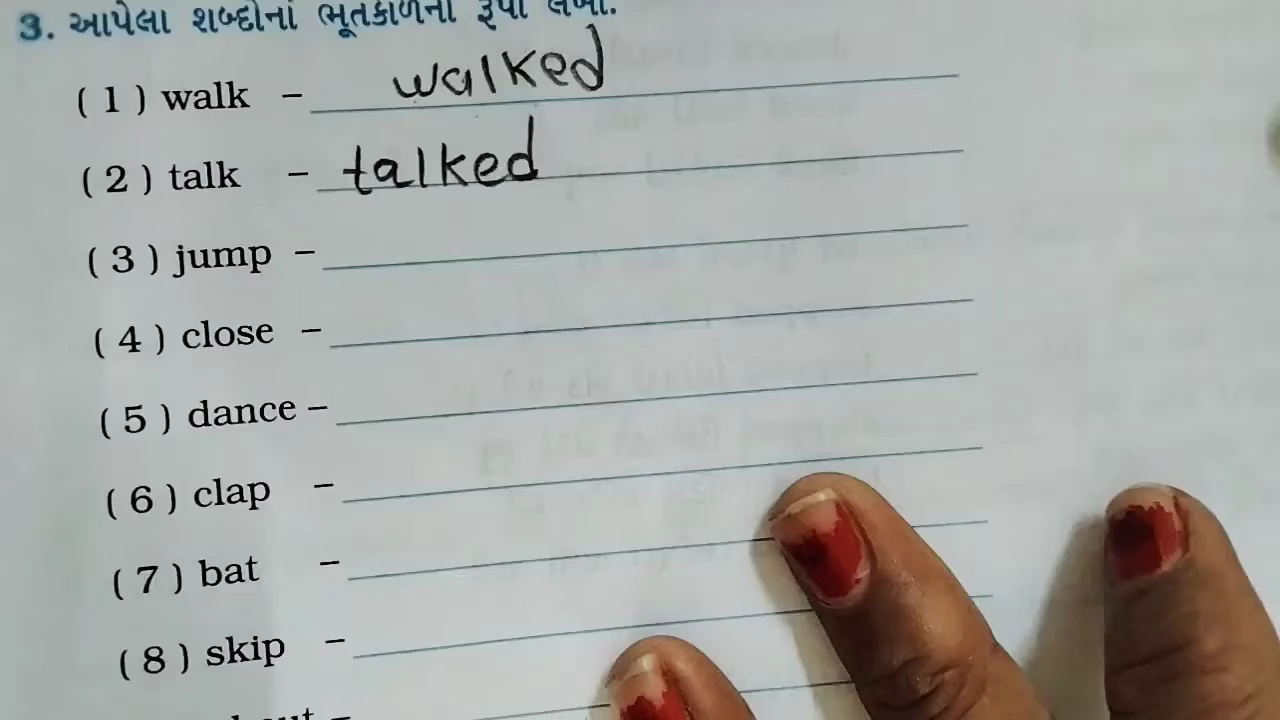 3. આપેલા શબ્દોનાં ભૂતકાળનાં રૂપો લખો.
( 1 ) walk – walked
( 2 ) talk – talked
( 3 ) jump –
( 4 ) close –
( 5 ) dance –
( 6 ) clap –
( 7 ) bat –
( 8 ) skip –